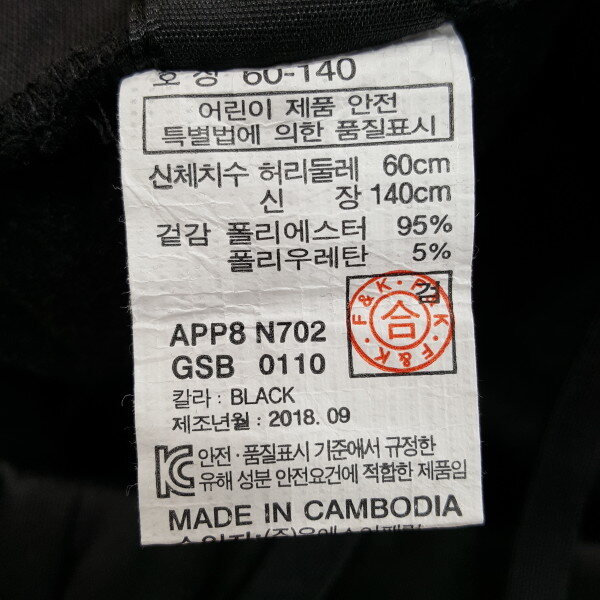 호칭 60-140
어린이 제품 안전
특별법에 의한 품질표시
신체치수 허리둘레 60cm
신 장 140cm
겉감 폴리에스터 95%
폴리우레탄 5%
F&K · F&K · F&K
검
合
APP8 N702
GSB 0110
킬라 : BLACK
제조년월 : 2018. 09
안전 · 품질표시 기준에서 규정한
유해 성분 안전요건에 적합한 제품임
MADE IN CAMBODIA